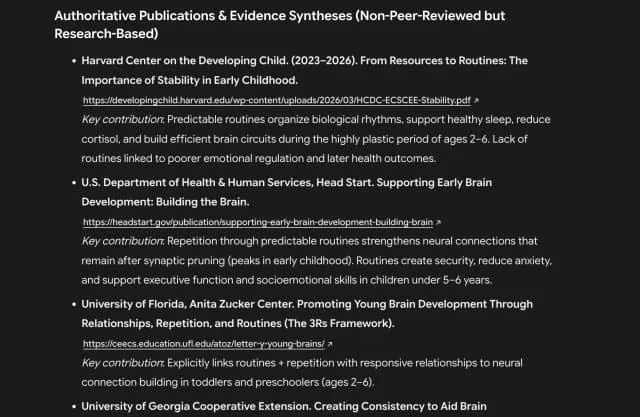 Authoritative Publications & Evidence Syntheses (Non-Peer-Reviewed but
Research-Based)
• Harvard Center on the Developing Child. (2023–2026). From Resources to Routines: The
Importance of Stability in Early Childhood.
https://developingchild.harvard.edu/wp-content/uploads/2026/03/HCDC-ECSCEE-Stability.pdf ↗
Key contribution: Predictable routines organize biological rhythms, support healthy sleep, reduce
cortisol, and build efficient brain circuits during the highly plastic period of ages 2–6. Lack of
routines linked to poorer emotional regulation and later health outcomes.
• U.S. Department of Health & Human Services, Head Start. Supporting Early Brain
Development: Building the Brain.
https://headstart.gov/publication/supporting-early-brain-development-building-brain ↗
Key contribution: Repetition through predictable routines strengthens neural connections that
remain after synaptic pruning (peaks in early childhood). Routines create security, reduce anxiety,
and support executive function and socioemotional skills in children under 5–6 years.
• University of Florida, Anita Zucker Center. Promoting Young Brain Development Through
Relationships, Repetition, and Routines (The 3Rs Framework).
https://ceecs.education.ufl.edu/atoz/letter-y-young-brains/ ↗
Key contribution: Explicitly links routines + repetition with responsive relationships to neural
connection building in toddlers and preschoolers (ages 2–6).
• University of Georgia Cooperative Extension. Creating Consistency to Aid Brain